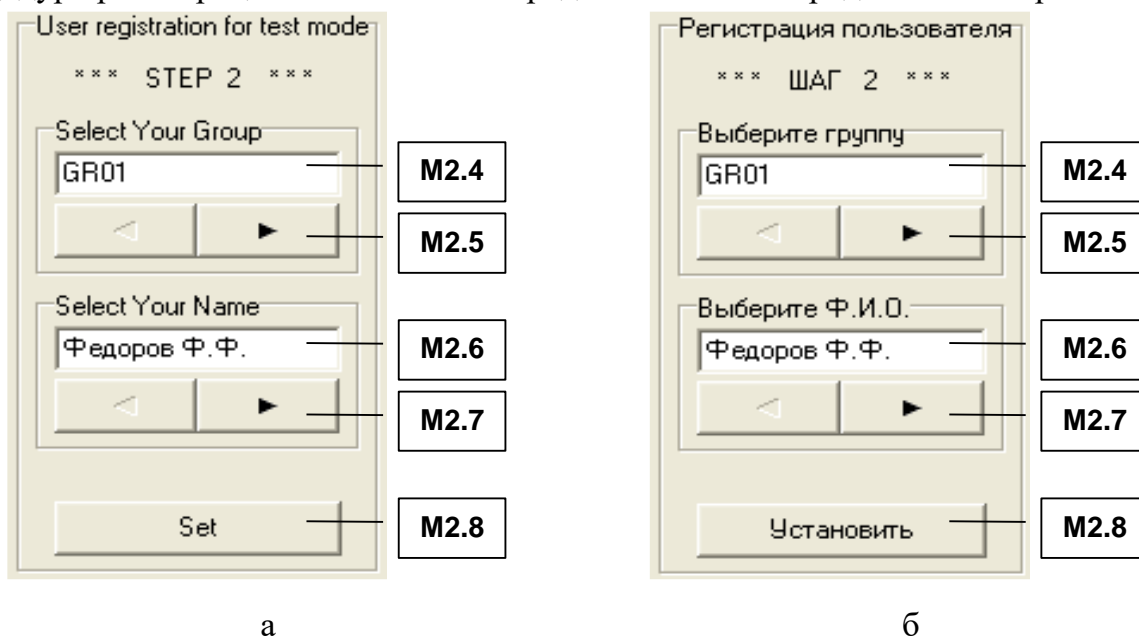 User registration for test mode
*** STEP 2 ***
Select Your Group
GR01
M2.4
M2.5
Select Your Name
Федоров Ф.Ф.
M2.6
M2.7
Set
M2.8
а
Регистрация пользователя
*** ШАГ 2 ***
Выберите группу
GR01
M2.4
M2.5
Выберите Ф.И.О.
Федоров Ф.Ф.
M2.6
M2.7
Установить
M2.8
б